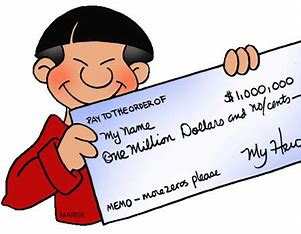 PAY TO THE ORDER OF
$1,000,000
My Name
One Million Dollars and no/cents
My Hero
MEMO - more zeros please
MARTIN